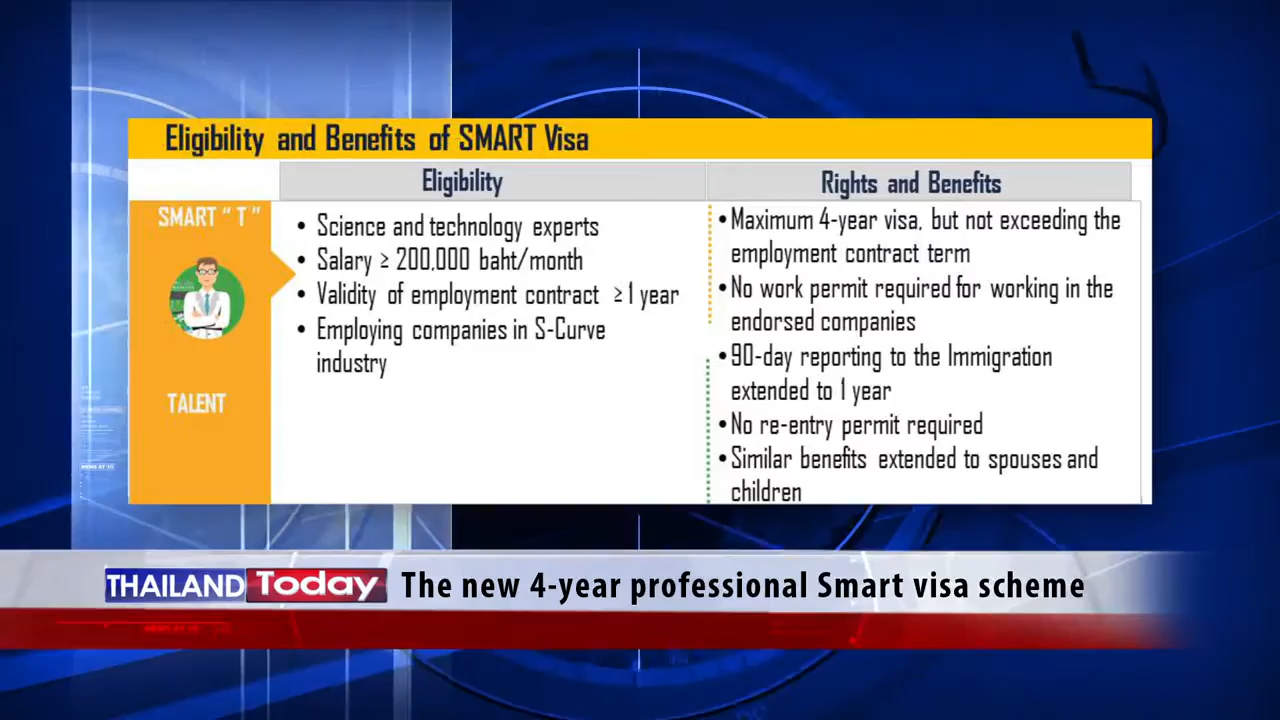 Eligibility and Benefits of SMART Visa
Eligibility
Rights and Benefits
SMART “ T ”
TALENT
• Science and technology experts
• Salary ≥ 200,000 baht/month
• Validity of employment contract ≥ 1 year
• Employing companies in S-Curve
industry
• Maximum 4-year visa, but not exceeding the
employment contract term
• No work permit required for working in the
endorsed companies
• 90-day reporting to the Immigration
extended to 1 year
• No re-entry permit required
• Similar benefits extended to spouses and
children
NEWS AT 10
THAILAND Today The new 4-year professional Smart visa scheme